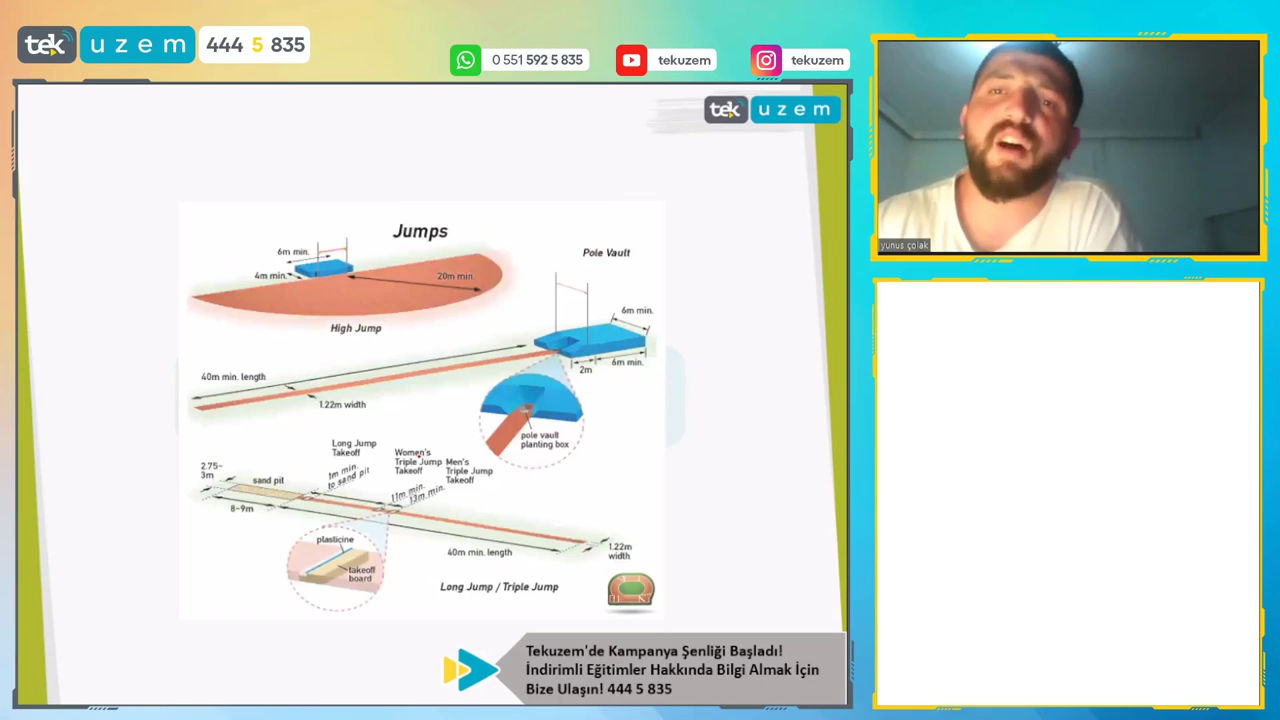 tek uzem 444 5 835
0 551 592 5 835
tekuzem
tekuzem
tek uzem
yunus çolak
Jumps
6m min.
4m min.
20m min.
High Jump
Pole Vault
6m min.
6m min.
2m
40m min. length
1.22m width
pole vault
planting box
Long Jump
Takeoff
Women's
Triple Jump
Takeoff
Men's
Triple Jump
Takeoff
2.75-
3m
sand pit
1m min.
to sand pit
11m min.
13m min.
8-9m
plasticine
takeoff
board
40m min. length
1.22m
width
Long Jump / Triple Jump
Tekuzem'de Kampanya Şenliği Başladı!
İndirimli Eğitimler Hakkında Bilgi Almak İçin
Bize Ulaşın! 444 5 835